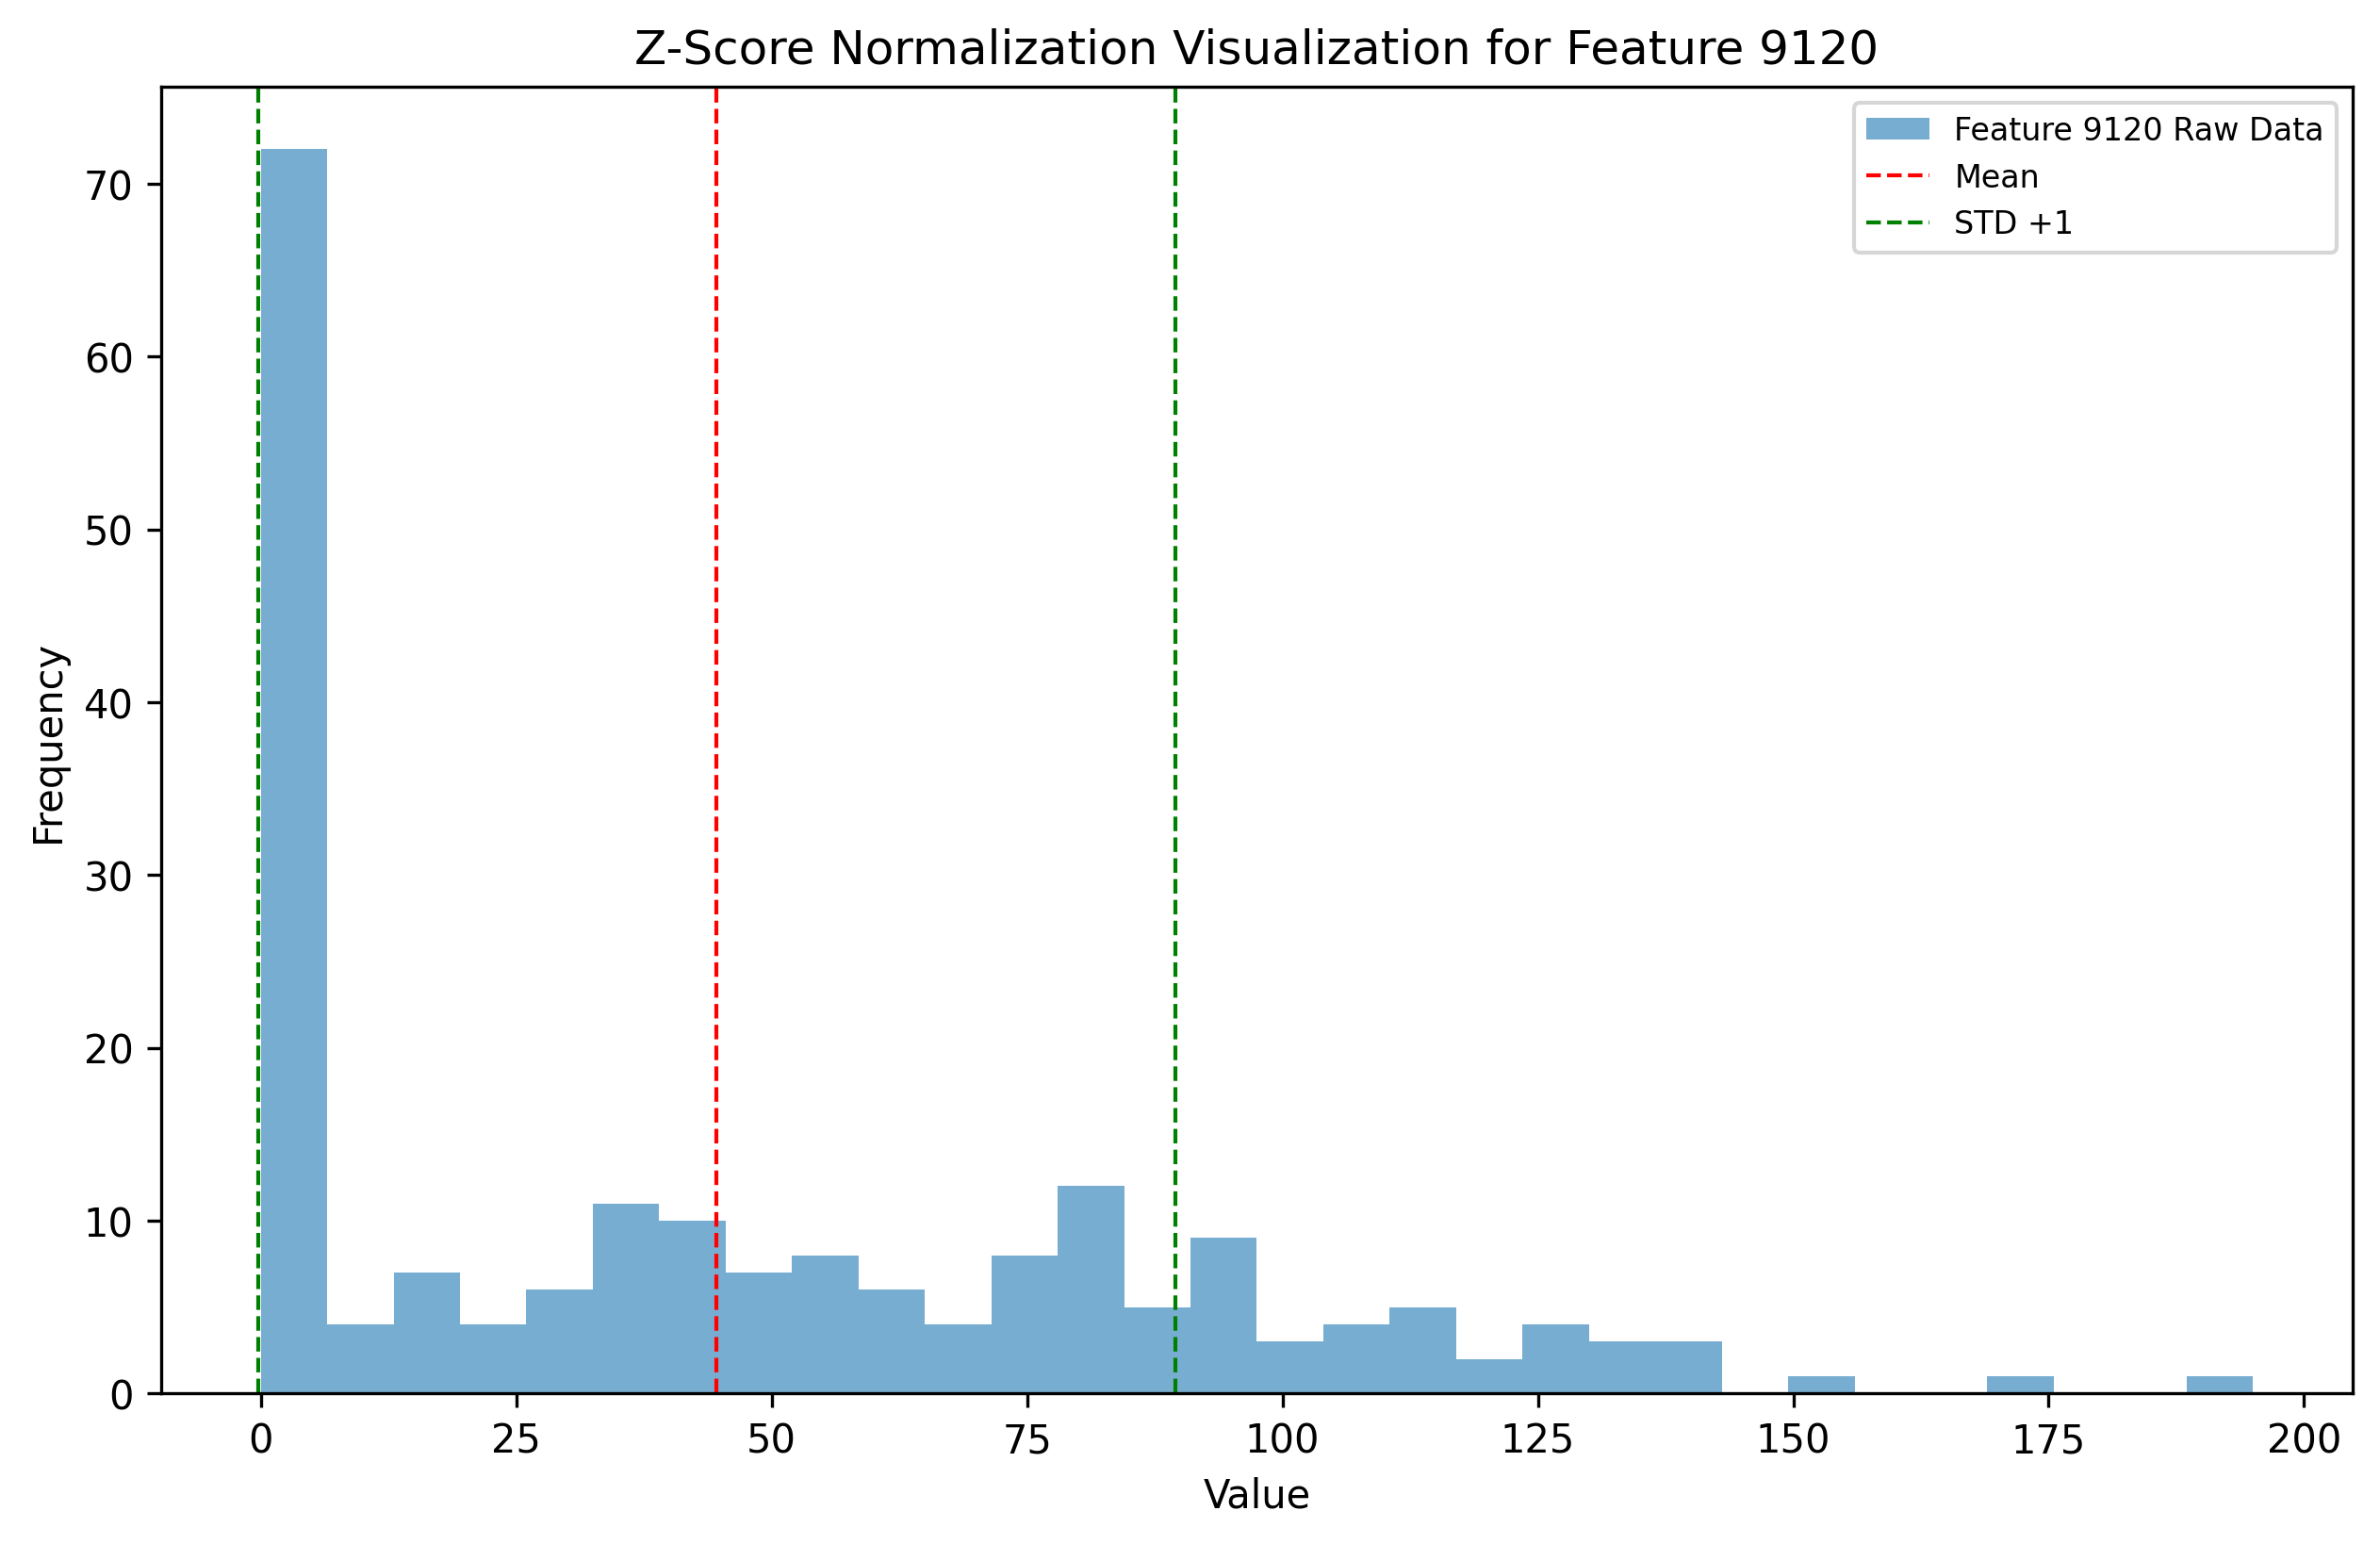 Z-Score Normalization Visualization for Feature 9120
Feature 9120 Raw Data
Mean
STD +1
Frequency
70
60
50
40
30
20
10
0
0 25 50 75 100 125 150 175 200
Value